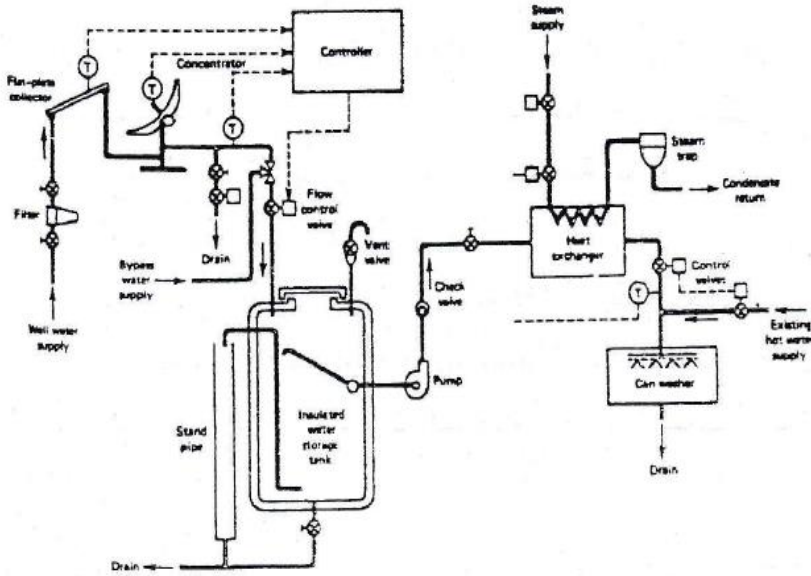 Steam
supply
T
Controller
Concentrator
Flat-plate
collector
T
T
Steam
trap
Condensate
return
Filter
Flow
control
valve
Vent
valve
Heat
exchanger
Drain
Bypass
water
supply
Check
valve
Control
valves
T
Well water
supply
Existing
hot water
supply
Pump
Can washer
Insulated
water
storage
tank
Stand
pipe
Drain
Drain